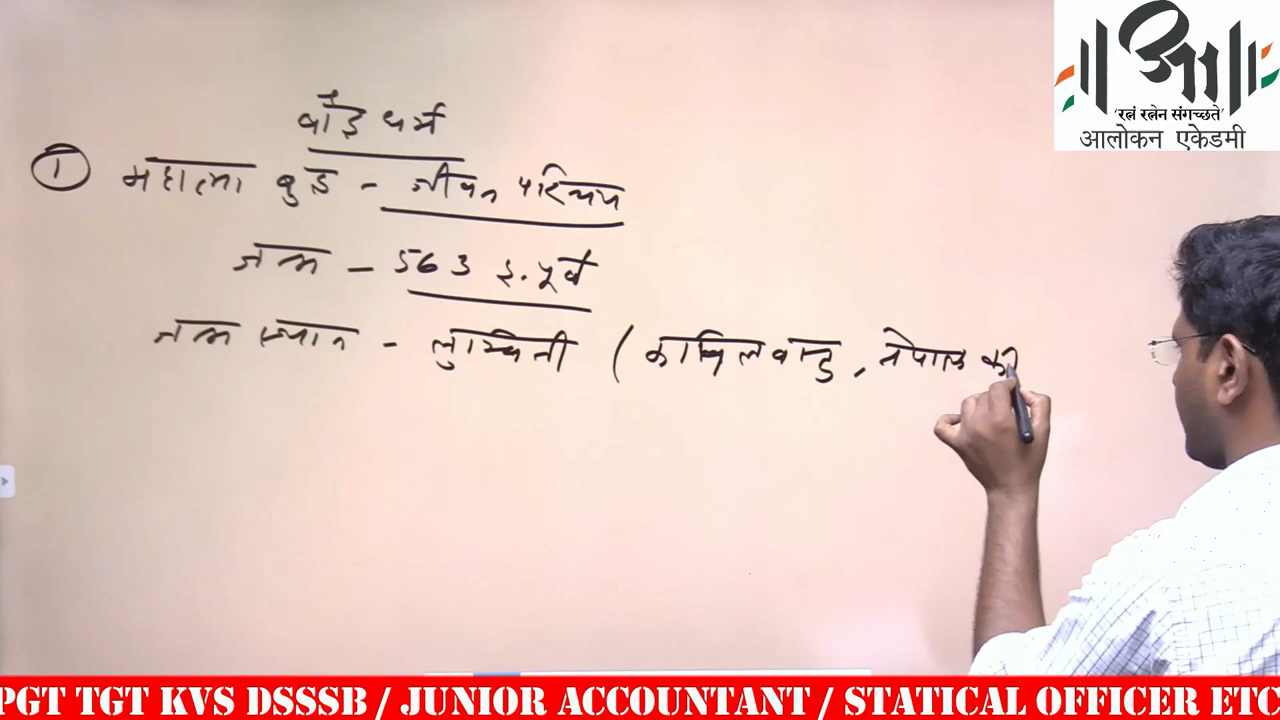 बौद्ध धर्म
① महात्मा बुद्ध - जीवन परिचय
जन्म - 563 ई. पूर्व
जन्म स्थान - लुम्बिनी ( कपिलवस्तु, नेपाल की
'रत्नं रत्नेन संगच्छते'
आलोकन एकेडमी
PGT TGT KVS DSSSB / JUNIOR ACCOUNTANT / STATICAL OFFICER ETC